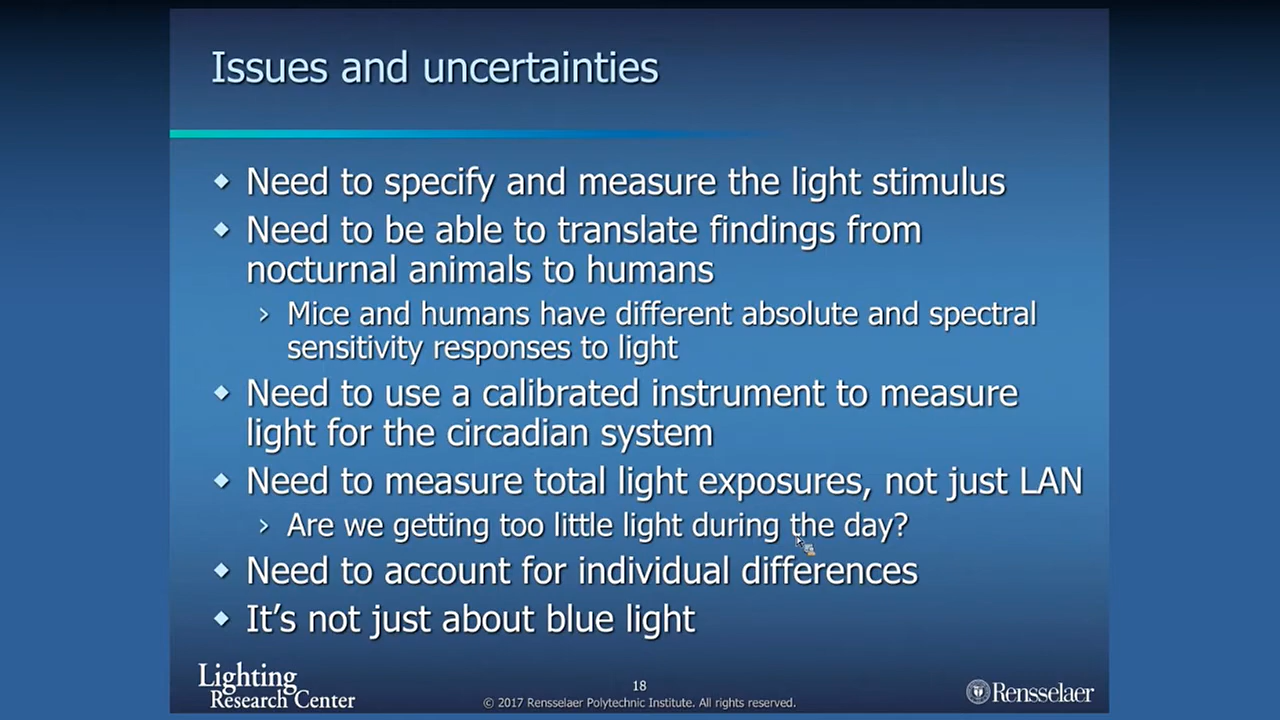 Issues and uncertainties
Need to specify and measure the light stimulus
Need to be able to translate findings from
nocturnal animals to humans
Mice and humans have different absolute and spectral
sensitivity responses to light
Need to use a calibrated instrument to measure
light for the circadian system
Need to measure total light exposures, not just LAN
Are we getting too little light during the day?
Need to account for individual differences
It's not just about blue light
Lighting
Research Center
18
© 2017 Rensselaer Polytechnic Institute. All rights reserved.
Rensselaer